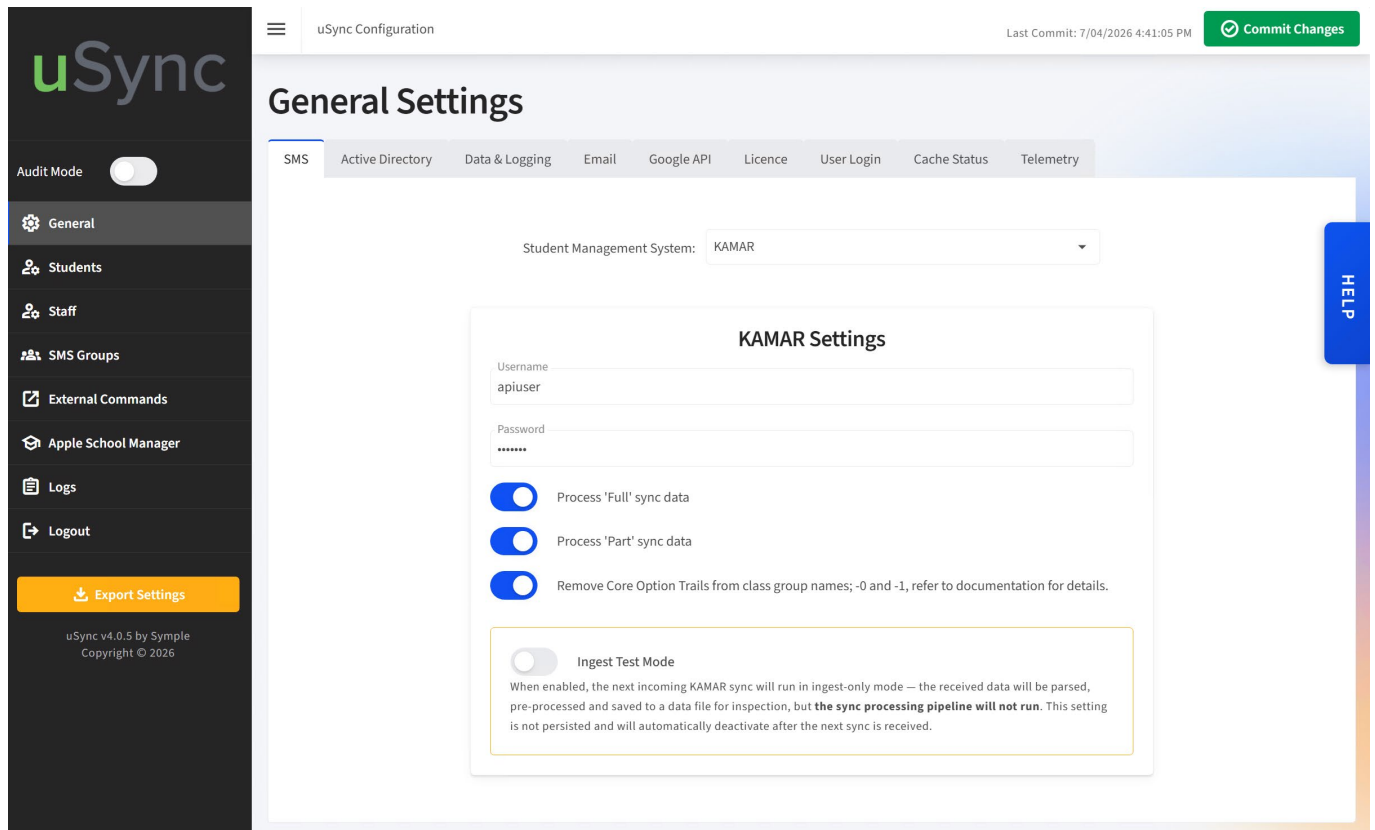 uSync
Audit Mode
General
Students
Staff
SMS Groups
External Commands
Apple School Manager
Logs
Logout
Export Settings
uSync v4.0.5 by Symple
Copyright © 2026
uSync Configuration
Last Commit: 7/04/2026 4:41:05 PM
Commit Changes
General Settings
SMS
Active Directory
Data & Logging
Email
Google API
Licence
User Login
Cache Status
Telemetry
Student Management System:
KAMAR
KAMAR Settings
Username
apiuser
Password
•••••••
Process 'Full' sync data
Process 'Part' sync data
Remove Core Option Trails from class group names; -0 and -1, refer to documentation for details.
Ingest Test Mode
When enabled, the next incoming KAMAR sync will run in ingest-only mode — the received data will be parsed,
pre-processed and saved to a data file for inspection, but the sync processing pipeline will not run. This setting
is not persisted and will automatically deactivate after the next sync is received.
HELP